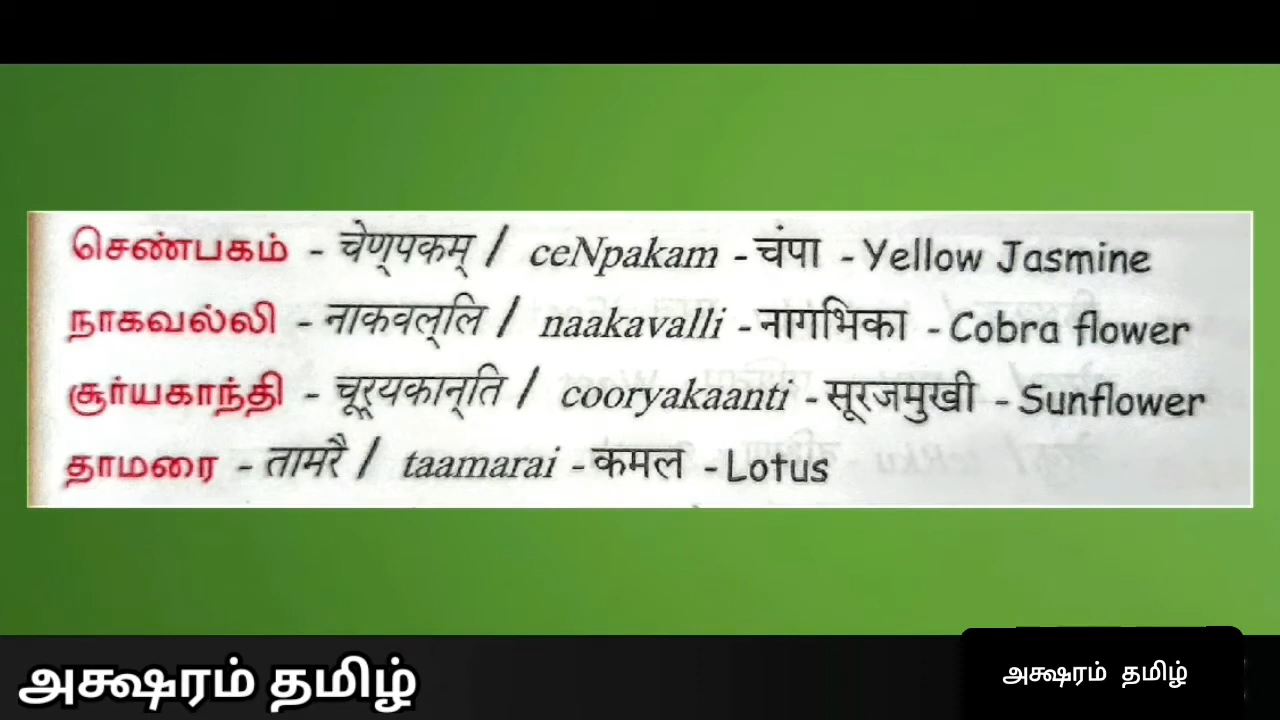 செண்பகம் - चेण्पकम् / ceNpakam - चंपा - Yellow Jasmine
நாகவல்லி - नाकवल्लि / naakavalli - नागभिका - Cobra flower
சூர்யகாந்தி - चूर्यकान्ति / cooryakaanti - सूरजमुखी - Sunflower
தாமரை - तामरै / taamarai - कमल - Lotus
அக்ஷரம் தமிழ்
அக்ஷரம் தமிழ்